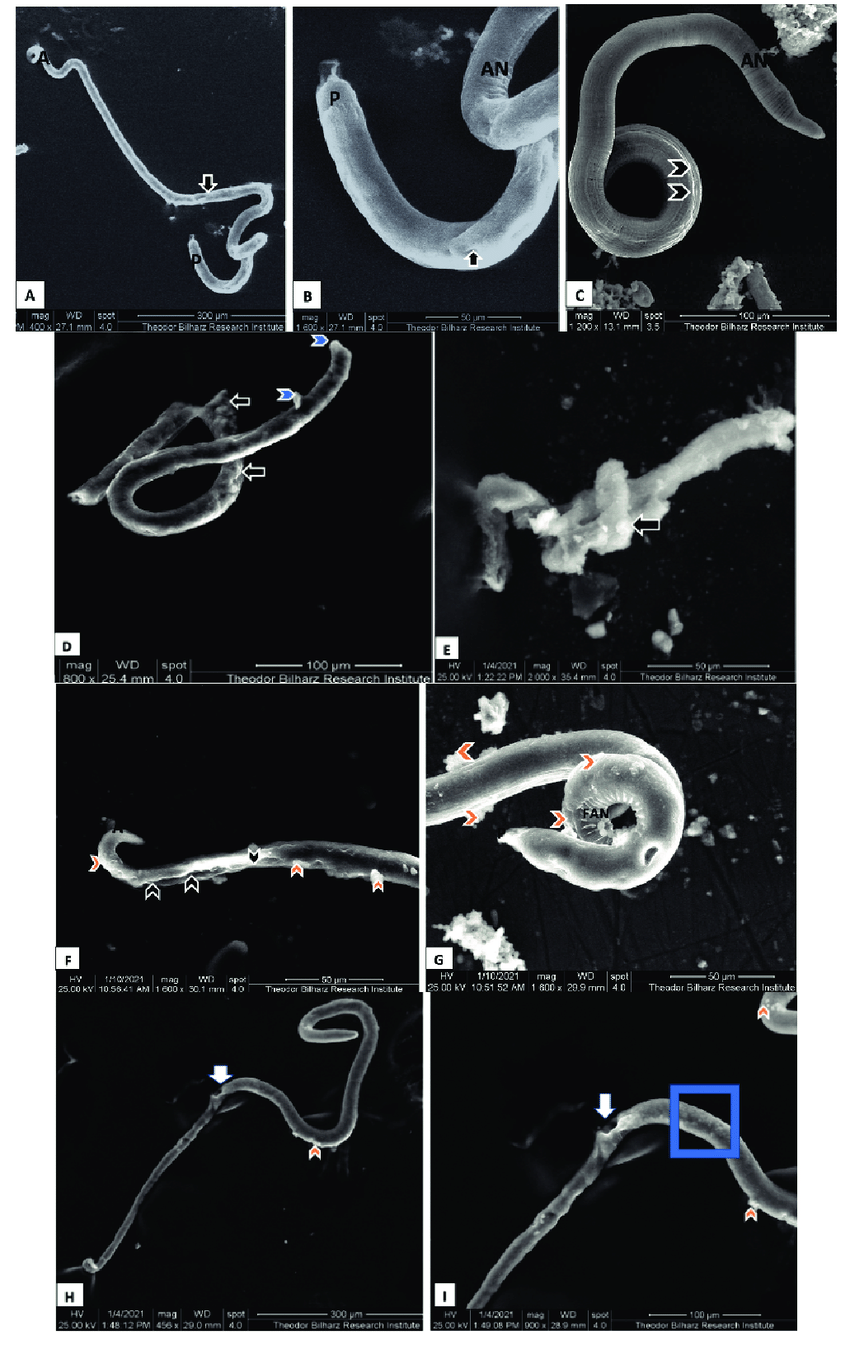 A
P
A
mag WD spot
400 x 27.1 mm 4.0
300 µm
Theodor Bilharz Research Institute
P
AN
B
mag WD spot
1 600 x 27.1 mm 4.0
50 µm
Theodor Bilharz Research Institute
AN
C
mag WD spot
1 200 x 13.1 mm 3.5
100 µm
Theodor Bilharz Research Institute
D
mag WD spot
800 x 25.4 mm 4.0
100 µm
Theodor Bilharz Research Institute
E
HV 1/4/2021 mag WD spot
25.00 kV 1:22:22 PM 2 000 x 35.4 mm 4.0
50 µm
Theodor Bilharz Research Institute
A
F
HV 1/10/2021 mag WD spot
25.00 kV 10:56:41 AM 1 600 x 30.1 mm 4.0
50 µm
Theodor Bilharz Research Institute
FAN
G
HV 1/10/2021 mag WD spot
25.00 kV 10:51:52 AM 1 600 x 29.9 mm 4.0
50 µm
Theodor Bilharz Research Institute
H
HV 1/4/2021 mag WD spot
25.00 kV 1:48:12 PM 456 x 29.0 mm 4.0
300 µm
Theodor Bilharz Research Institute
I
HV 1/4/2021 mag WD spot
25.00 kV 1:49:08 PM 900 x 28.9 mm 4.0
100 µm
Theodor Bilharz Research Institute